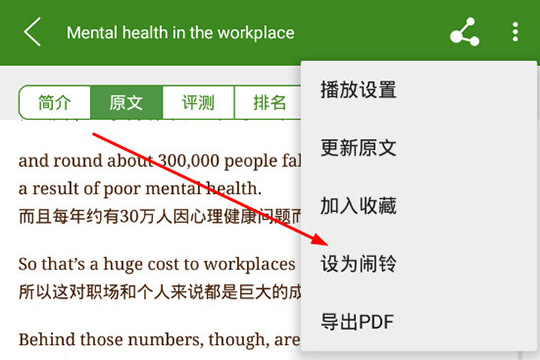 Mental health in the workplace
简介 原文 评测 排名
播放设置
更新原文
加入收藏
设为闹铃
导出PDF
and round about 300,000 people
a result of poor mental health.
而且每年约有30万人因心理健康问题
So that's a huge cost to workplaces
所以这对职场和个人来说都是巨大的成
Behind those numbers, though, are